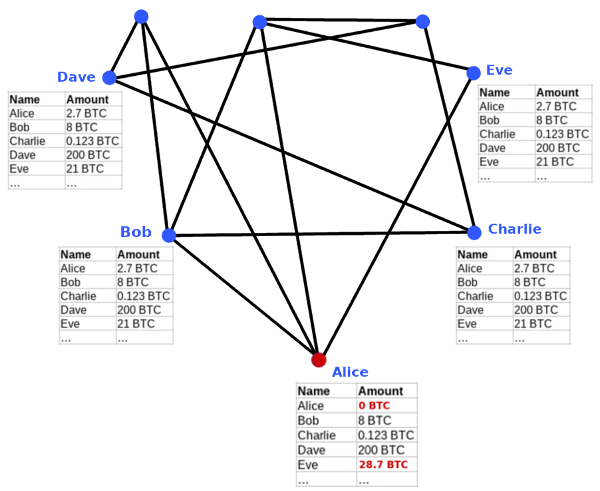 Dave
Name Amount
Alice 2.7 BTC
Bob 8 BTC
Charlie 0.123 BTC
Dave 200 BTC
Eve 21 BTC
... ...
Eve
Name Amount
Alice 2.7 BTC
Bob 8 BTC
Charlie 0.123 BTC
Dave 200 BTC
Eve 21 BTC
... ...
Bob
Name Amount
Alice 2.7 BTC
Bob 8 BTC
Charlie 0.123 BTC
Dave 200 BTC
Eve 21 BTC
... ...
Charlie
Name Amount
Alice 2.7 BTC
Bob 8 BTC
Charlie 0.123 BTC
Dave 200 BTC
Eve 21 BTC
... ...
Alice
Name Amount
Alice 0 BTC
Bob 8 BTC
Charlie 0.123 BTC
Dave 200 BTC
Eve 28.7 BTC
... ...